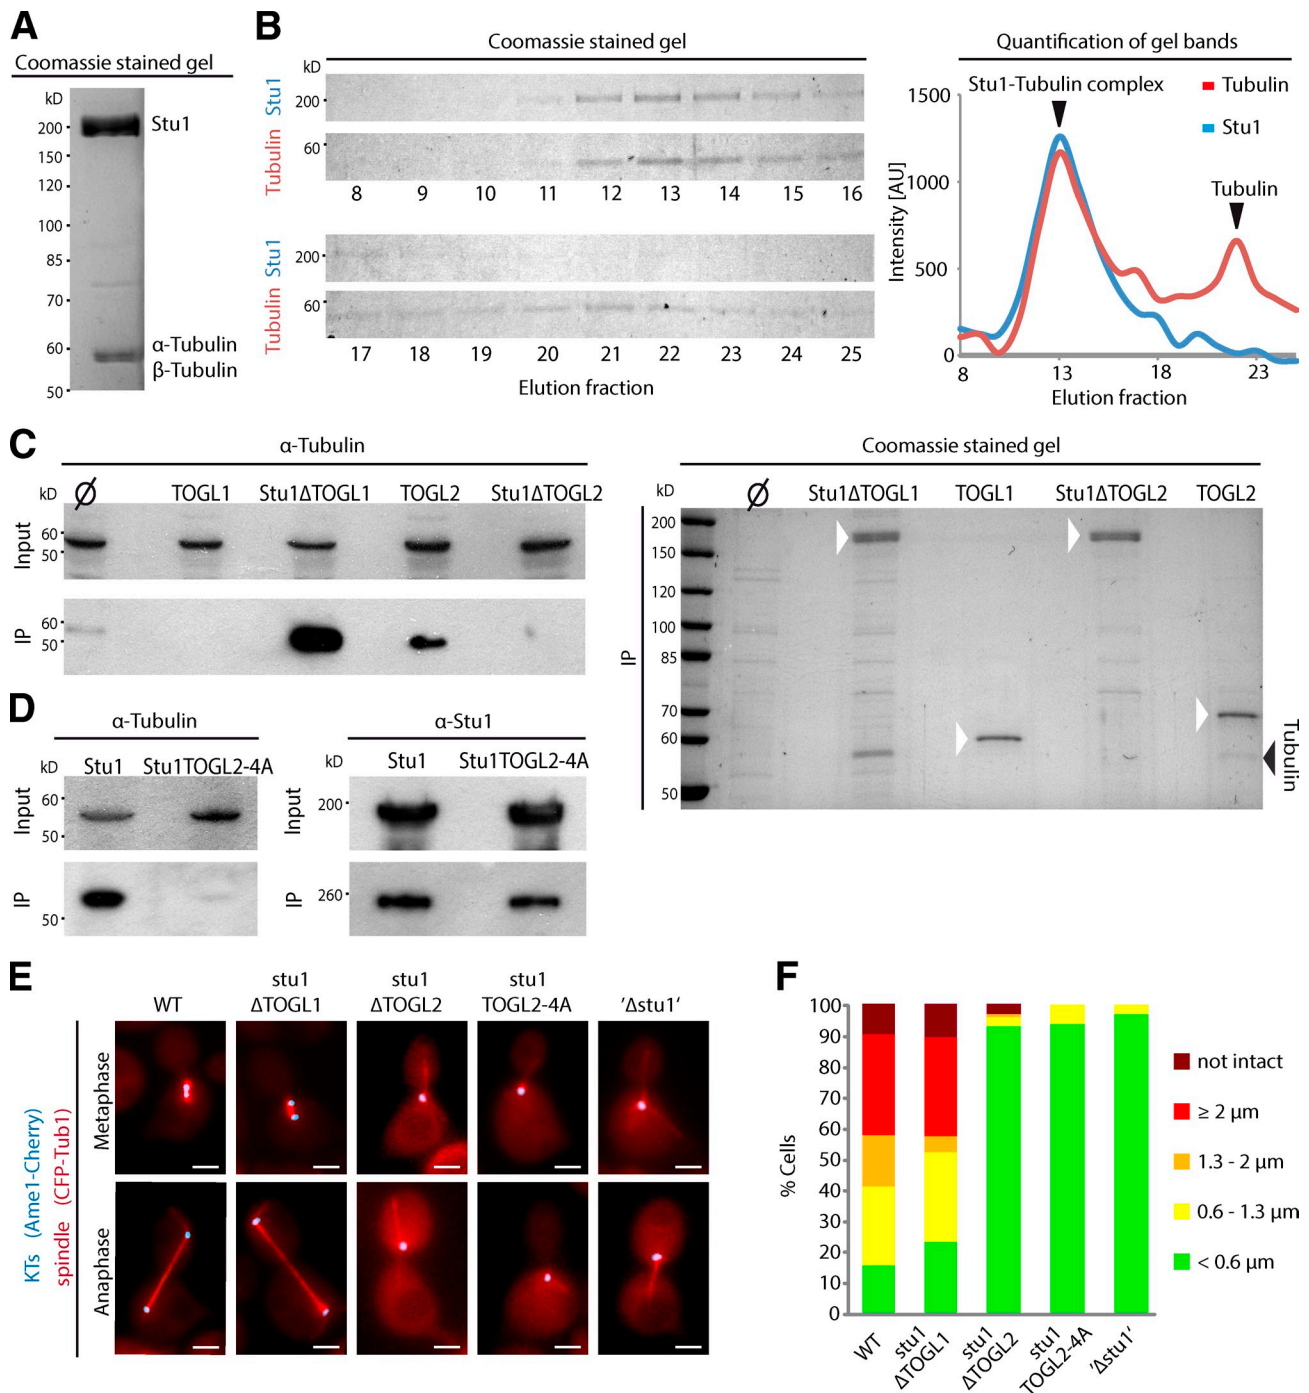 A
Coomassie stained gel
kD
200
150
120
100
85
70
60
50
Stu1
α-Tubulin
β-Tubulin
B
Coomassie stained gel
kD
200
Stu1
60
Tubulin
8 9 10 11 12 13 14 15 16
200
Stu1
60
Tubulin
17 18 19 20 21 22 23 24 25
Elution fraction
Quantification of gel bands
Stu1-Tubulin complex
Tubulin
Stu1
Tubulin
1500
1000
500
0
Intensity [AU]
8 13 18 23
Elution fraction
C
α-Tubulin
kD
Ø TOGL1 Stu1ΔTOGL1 TOGL2 Stu1ΔTOGL2
Input
60
50
IP
60
50
Coomassie stained gel
kD
Ø Stu1ΔTOGL1 TOGL1 Stu1ΔTOGL2 TOGL2
200
150
120
100
85
70
60
50
IP
Tubulin
D
α-Tubulin
kD
Stu1 Stu1TOGL2-4A
Input
60
50
IP
50
α-Stu1
kD
Stu1 Stu1TOGL2-4A
Input
200
IP
260
E
WT
stu1
ΔTOGL1
stu1
ΔTOGL2
stu1
TOGL2-4A
'Δstu1'
KTs (Ame1-Cherry)
spindle (CFP-Tub1)
Metaphase
Anaphase
F
100
90
80
70
60
50
40
30
20
10
0
% Cells
WT
stu1
ΔTOGL1
stu1
ΔTOGL2
stu1
TOGL2-4A
'Δstu1'
not intact
≥ 2 µm
1.3 - 2 µm
0.6 - 1.3 µm
< 0.6 µm